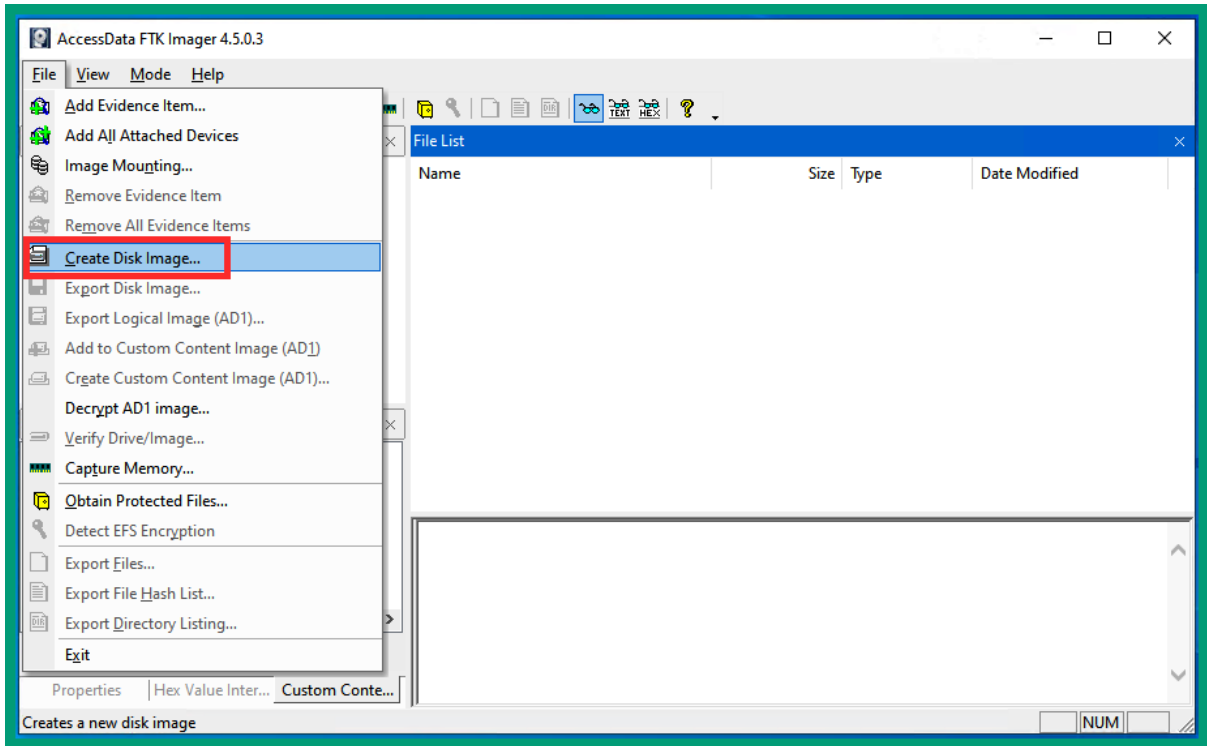 AccessData FTK Imager 4.5.0.3
File View Mode Help
Add Evidence Item...
Add All Attached Devices
Image Mounting...
Remove Evidence Item
Remove All Evidence Items
Create Disk Image...
Export Disk Image...
Export Logical Image (AD1)...
Add to Custom Content Image (AD1)
Create Custom Content Image (AD1)...
Decrypt AD1 image...
Verify Drive/Image...
Capture Memory...
Obtain Protected Files...
Detect EFS Encryption
Export Files...
Export File Hash List...
DIR Export Directory Listing...
Exit
DIR TEXT HEX ?
File List
Name Size Type Date Modified
Properties Hex Value Inter... Custom Conte...
Creates a new disk image NUM